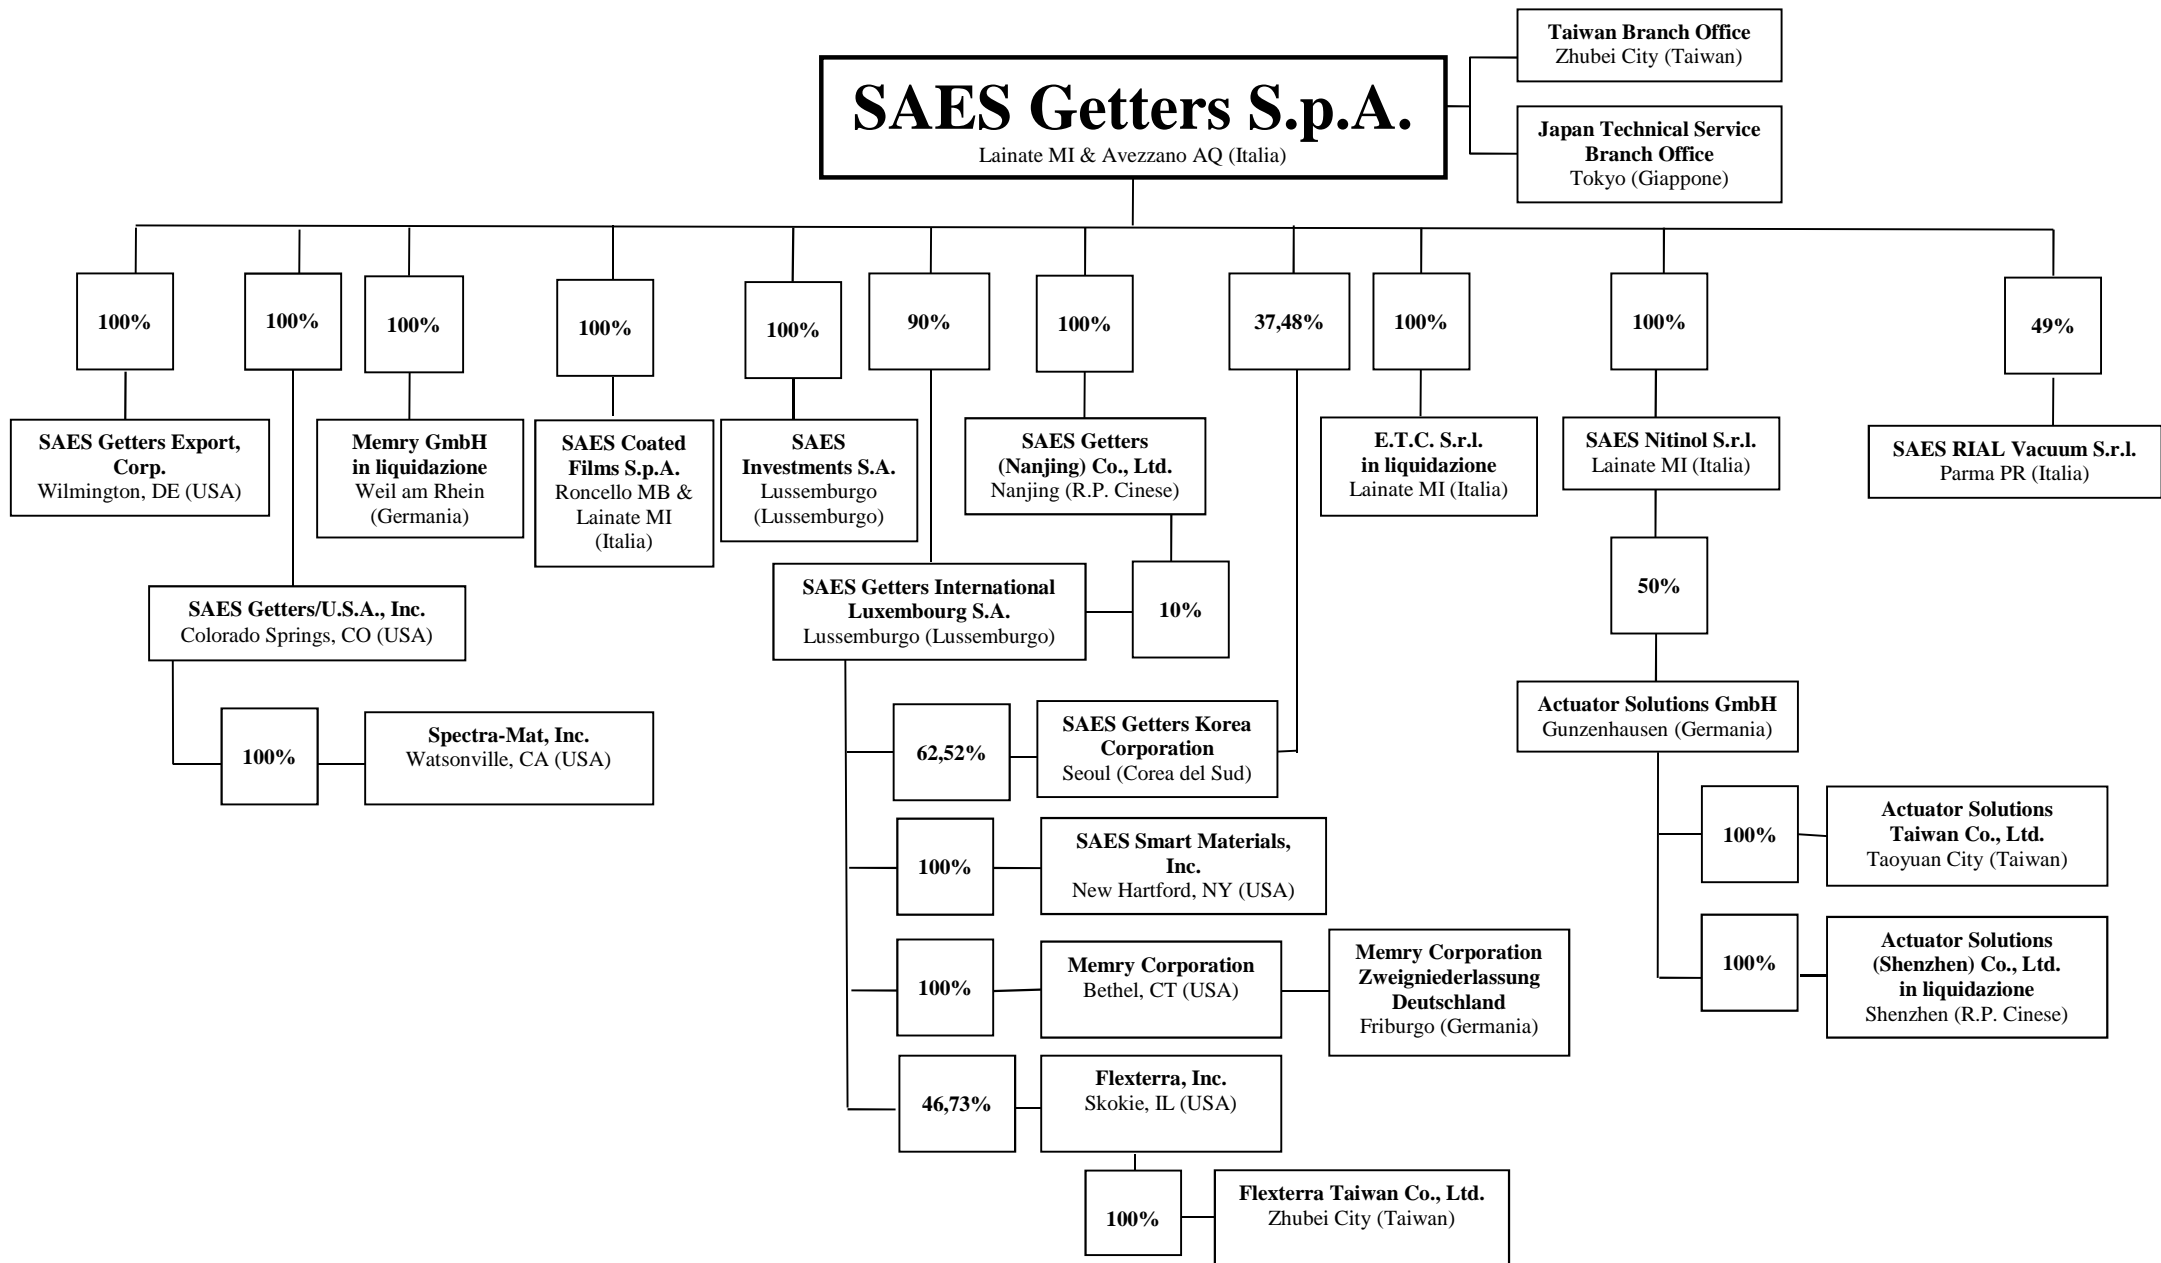 Taiwan Branch Office
Zhubei City (Taiwan)
SAES Getters S.p.A.
Lainate MI & Avezzano AQ (Italia)
Japan Technical Service
Branch Office
Tokyo (Giappone)
100%
100%
100%
100%
100%
90%
100%
37,48%
100%
100%
49%
SAES Getters Export,
Corp.
Wilmington, DE (USA)
Memry GmbH
in liquidazione
Weil am Rhein
(Germania)
SAES Coated
Films S.p.A.
Roncello MB &
Lainate MI
(Italia)
SAES
Investments S.A.
Lussemburgo
(Lussemburgo)
SAES Getters
(Nanjing) Co., Ltd.
Nanjing (R.P. Cinese)
E.T.C. S.r.l.
in liquidazione
Lainate MI (Italia)
SAES Nitinol S.r.l.
Lainate MI (Italia)
SAES RIAL Vacuum S.r.l.
Parma PR (Italia)
SAES Getters/U.S.A., Inc.
Colorado Springs, CO (USA)
SAES Getters International
Luxembourg S.A.
Lussemburgo (Lussemburgo)
10%
50%
100%
Spectra-Mat, Inc.
Watsonville, CA (USA)
62,52%
SAES Getters Korea
Corporation
Seoul (Corea del Sud)
Actuator Solutions GmbH
Gunzenhausen (Germania)
100%
SAES Smart Materials,
Inc.
New Hartford, NY (USA)
100%
Actuator Solutions
Taiwan Co., Ltd.
Taoyuan City (Taiwan)
100%
Memry Corporation
Bethel, CT (USA)
Memry Corporation
Zweigniederlassung
Deutschland
Friburgo (Germania)
100%
Actuator Solutions
(Shenzhen) Co., Ltd.
in liquidazione
Shenzhen (R.P. Cinese)
46,73%
Flexterra, Inc.
Skokie, IL (USA)
100%
Flexterra Taiwan Co., Ltd.
Zhubei City (Taiwan)